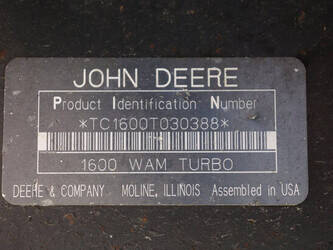 JOHN DEERE
Product Identification Number
*TC1600T030388*
1600 WAM TURBO
DEERE & COMPANY MOLINE, ILLINOIS Assembled in USA